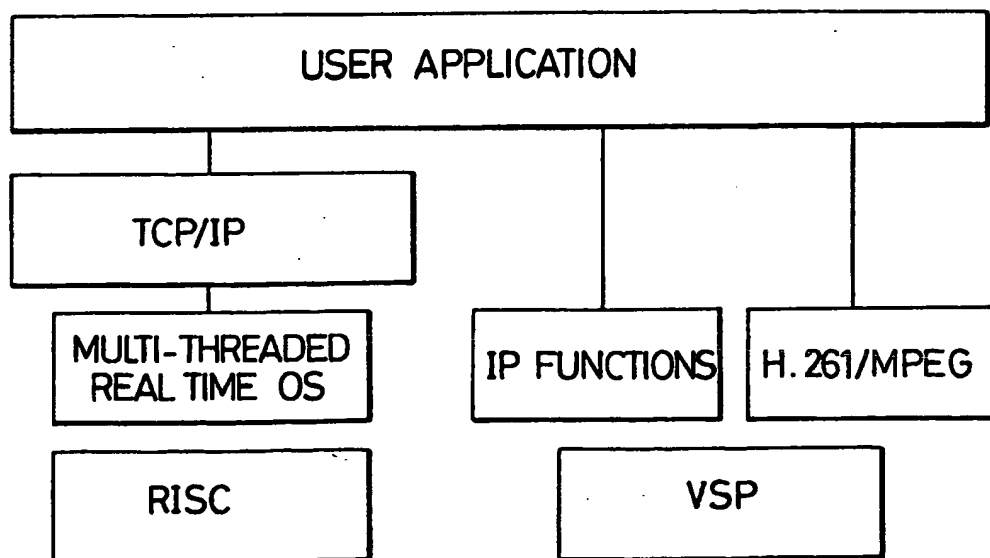 USER APPLICATION
TCP/IP
MULTI-THREADED
REAL TIME OS
IP FUNCTIONS
H.261/MPEG
RISC
VSP